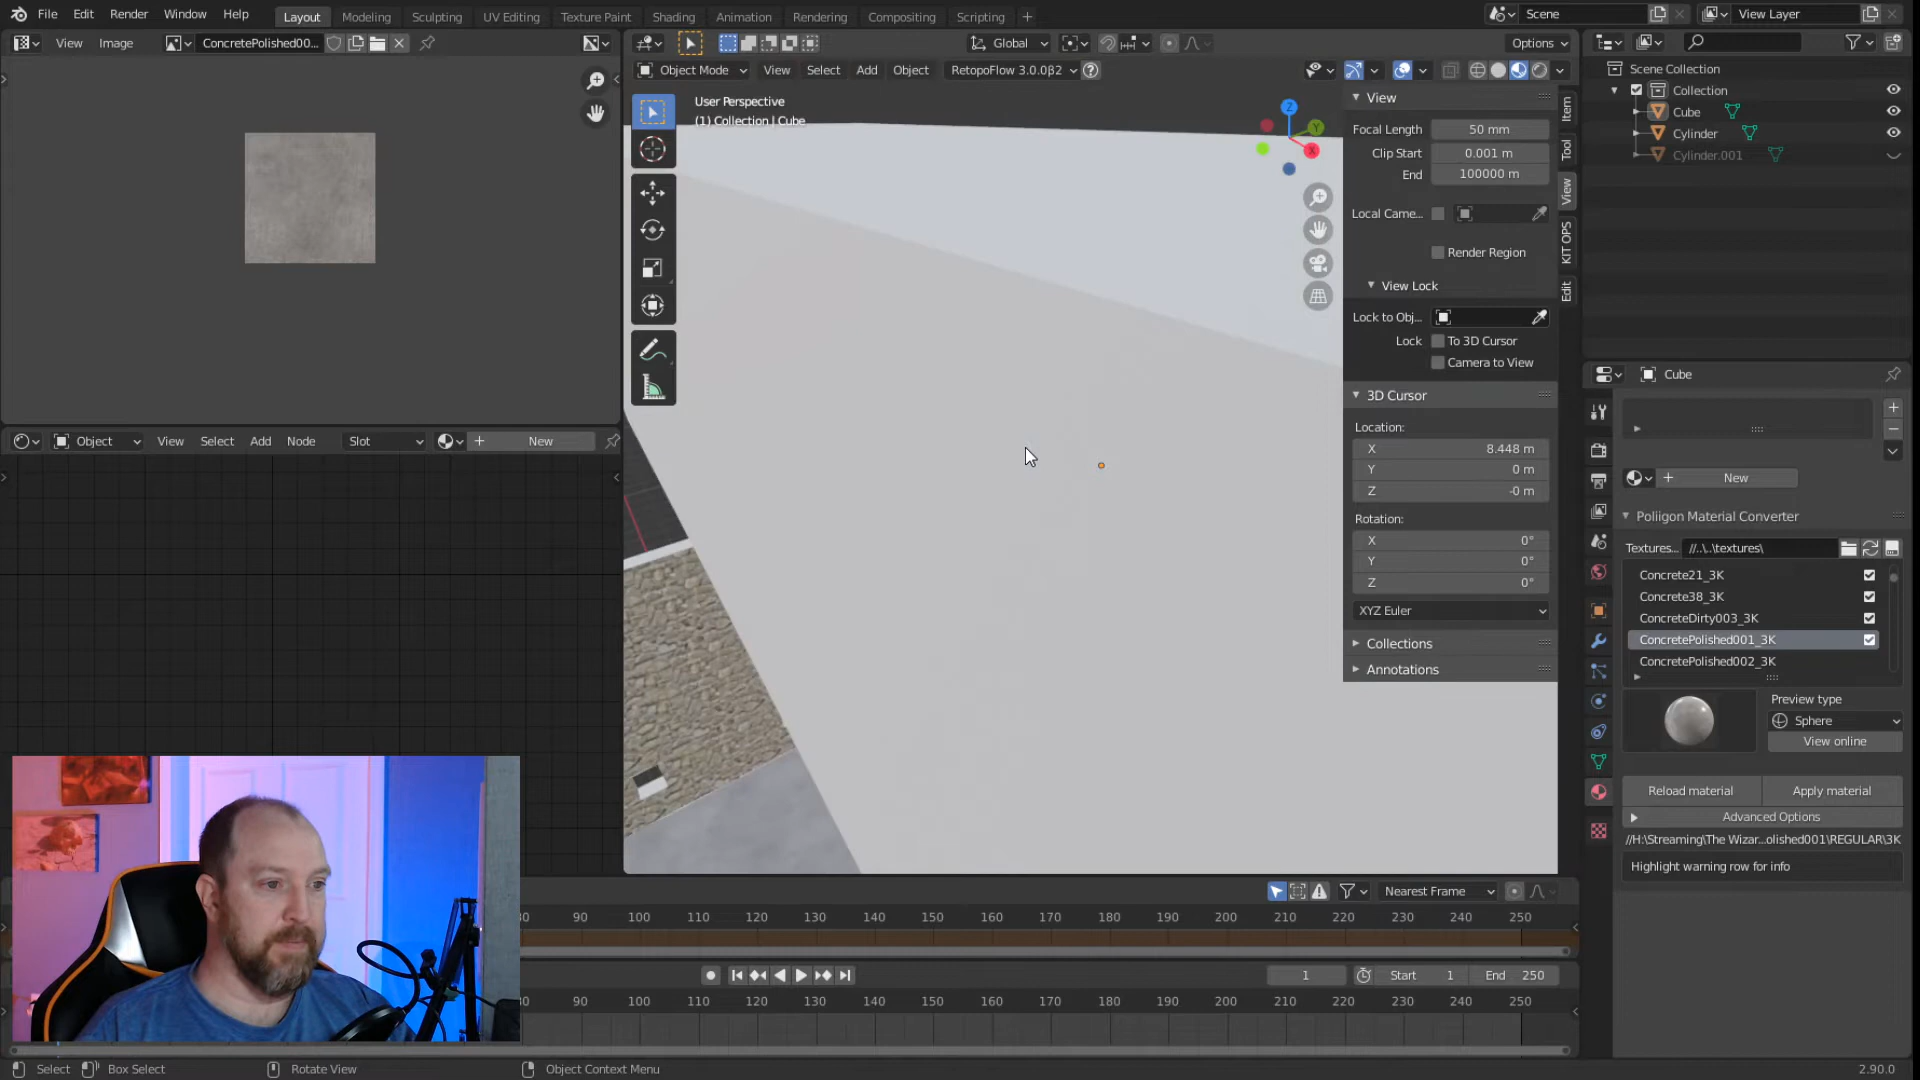 File Edit Render Window Help Layout Modeling Sculpting UV Editing Texture Paint Shading Animation Rendering Compositing Scripting + Scene View Layer
View Image ConcretePolished00... Global Options
Object Mode View Select Add Object RetopoFlow 3.0.0β2
User Perspective
(1) Collection | Cube
Z
Y
X
View
Focal Length 50 mm
Clip Start 0.001 m
End 100000 m
Local Came...
Render Region
View Lock
Lock to Obj...
Lock To 3D Cursor
Camera to View
3D Cursor
Location:
X 8.448 m
Y 0 m
Z -0 m
Rotation:
X 0°
Y 0°
Z 0°
XYZ Euler
Collections
Annotations
Item
Tool
View
KIT OPS
Edit
Scene Collection
Collection
Cube
Cylinder
Cylinder.001
Cube
New
Poliigon Material Converter
Textures... //..\..\textures\
Concrete21_3K
Concrete38_3K
ConcreteDirty003_3K
ConcretePolished001_3K
ConcretePolished002_3K
Preview type
Sphere
View online
Reload material Apply material
Advanced Options
//H:\Streaming\The Wizar...olished001\REGULAR\3K
Highlight warning row for info
Object View Select Add Node Slot New
Nearest Frame
90 100 110 120 130 140 150 160 170 180 190 200 210 220 230 240 250
1 Start 1 End 250
90 100 110 120 130 140 150 160 170 180 190 200 210 220 230 240 250
Select Box Select Rotate View Object Context Menu 2.90.0